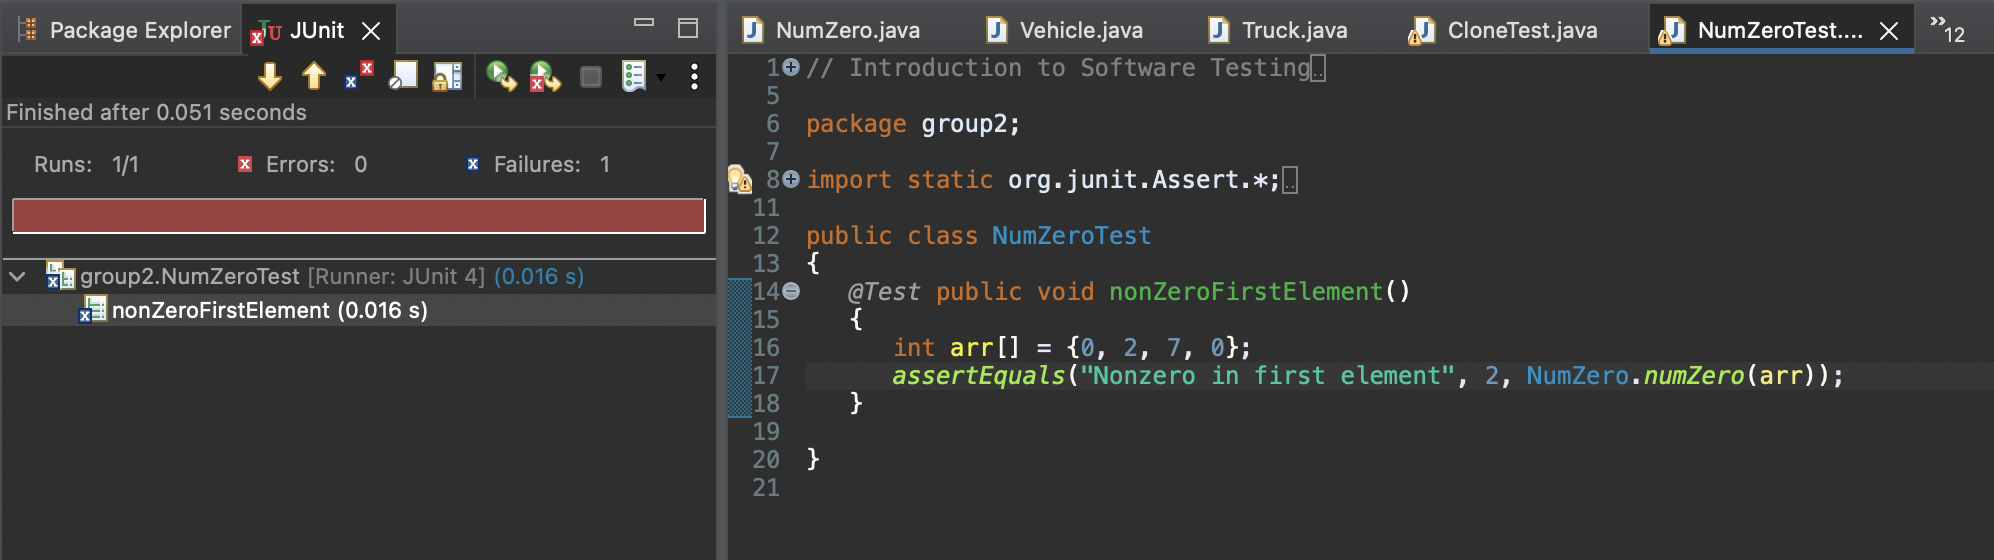 Package Explorer JUnit
Finished after 0.051 seconds
Runs: 1/1 Errors: 0 Failures: 1
group2.NumZeroTest [Runner: JUnit 4] (0.016 s)
nonZeroFirstElement (0.016 s)
NumZero.java Vehicle.java Truck.java CloneTest.java NumZeroTest.... »12
1 // Introduction to Software Testing..
5
6 package group2;
7
8 import static org.junit.Assert.*;..
11
12 public class NumZeroTest
13 {
14 @Test public void nonZeroFirstElement()
15 {
16 int arr[] = {0, 2, 7, 0};
17 assertEquals("Nonzero in first element", 2, NumZero.numZero(arr));
18 }
19
20 }
21